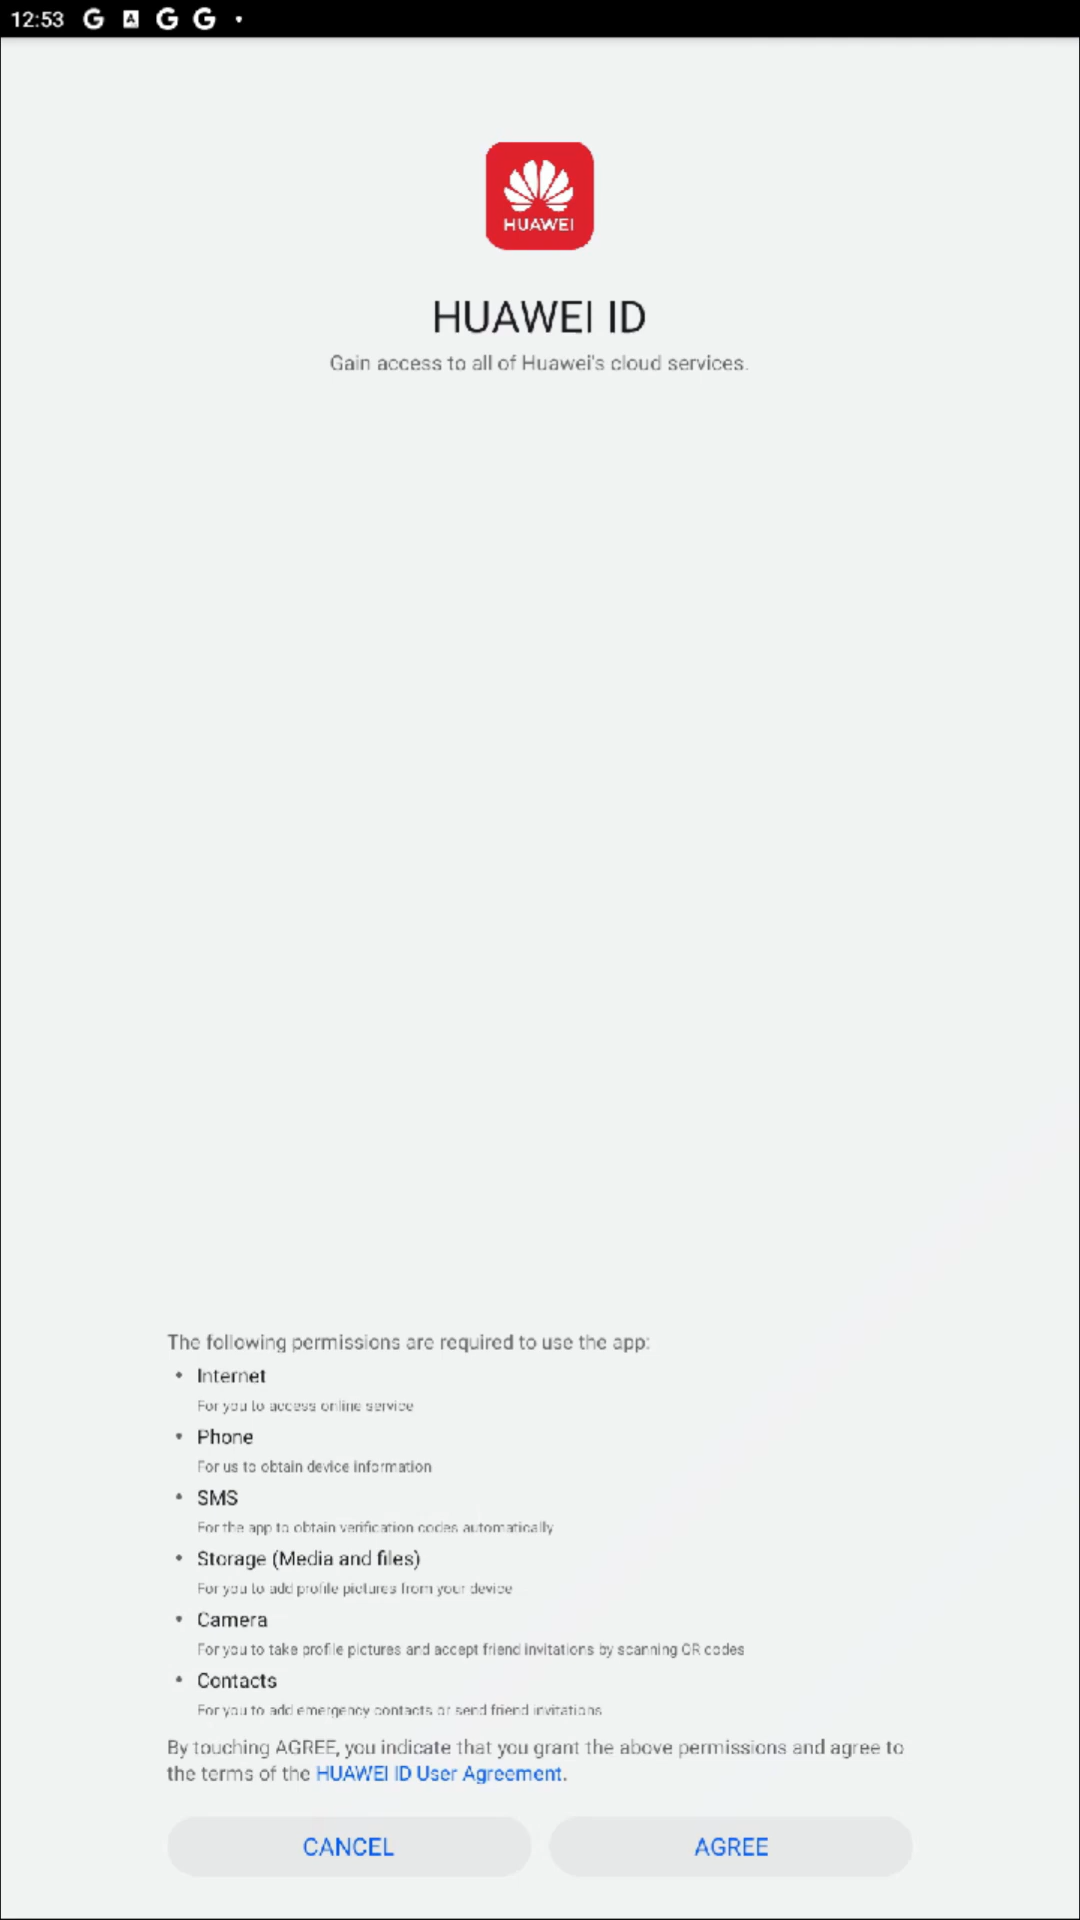 12:53
HUAWEI
HUAWEI ID
Gain access to all of Huawei's cloud services.
The following permissions are required to use the app:
• Internet
For you to access online service
• Phone
For us to obtain device information
• SMS
For the app to obtain verification codes automatically
• Storage (Media and files)
For you to add profile pictures from your device
• Camera
For you to take profile pictures and accept friend invitations by scanning QR codes
• Contacts
For you to add emergency contacts or send friend invitations
By touching AGREE, you indicate that you grant the above permissions and agree to
the terms of the HUAWEI ID User Agreement.
CANCEL AGREE